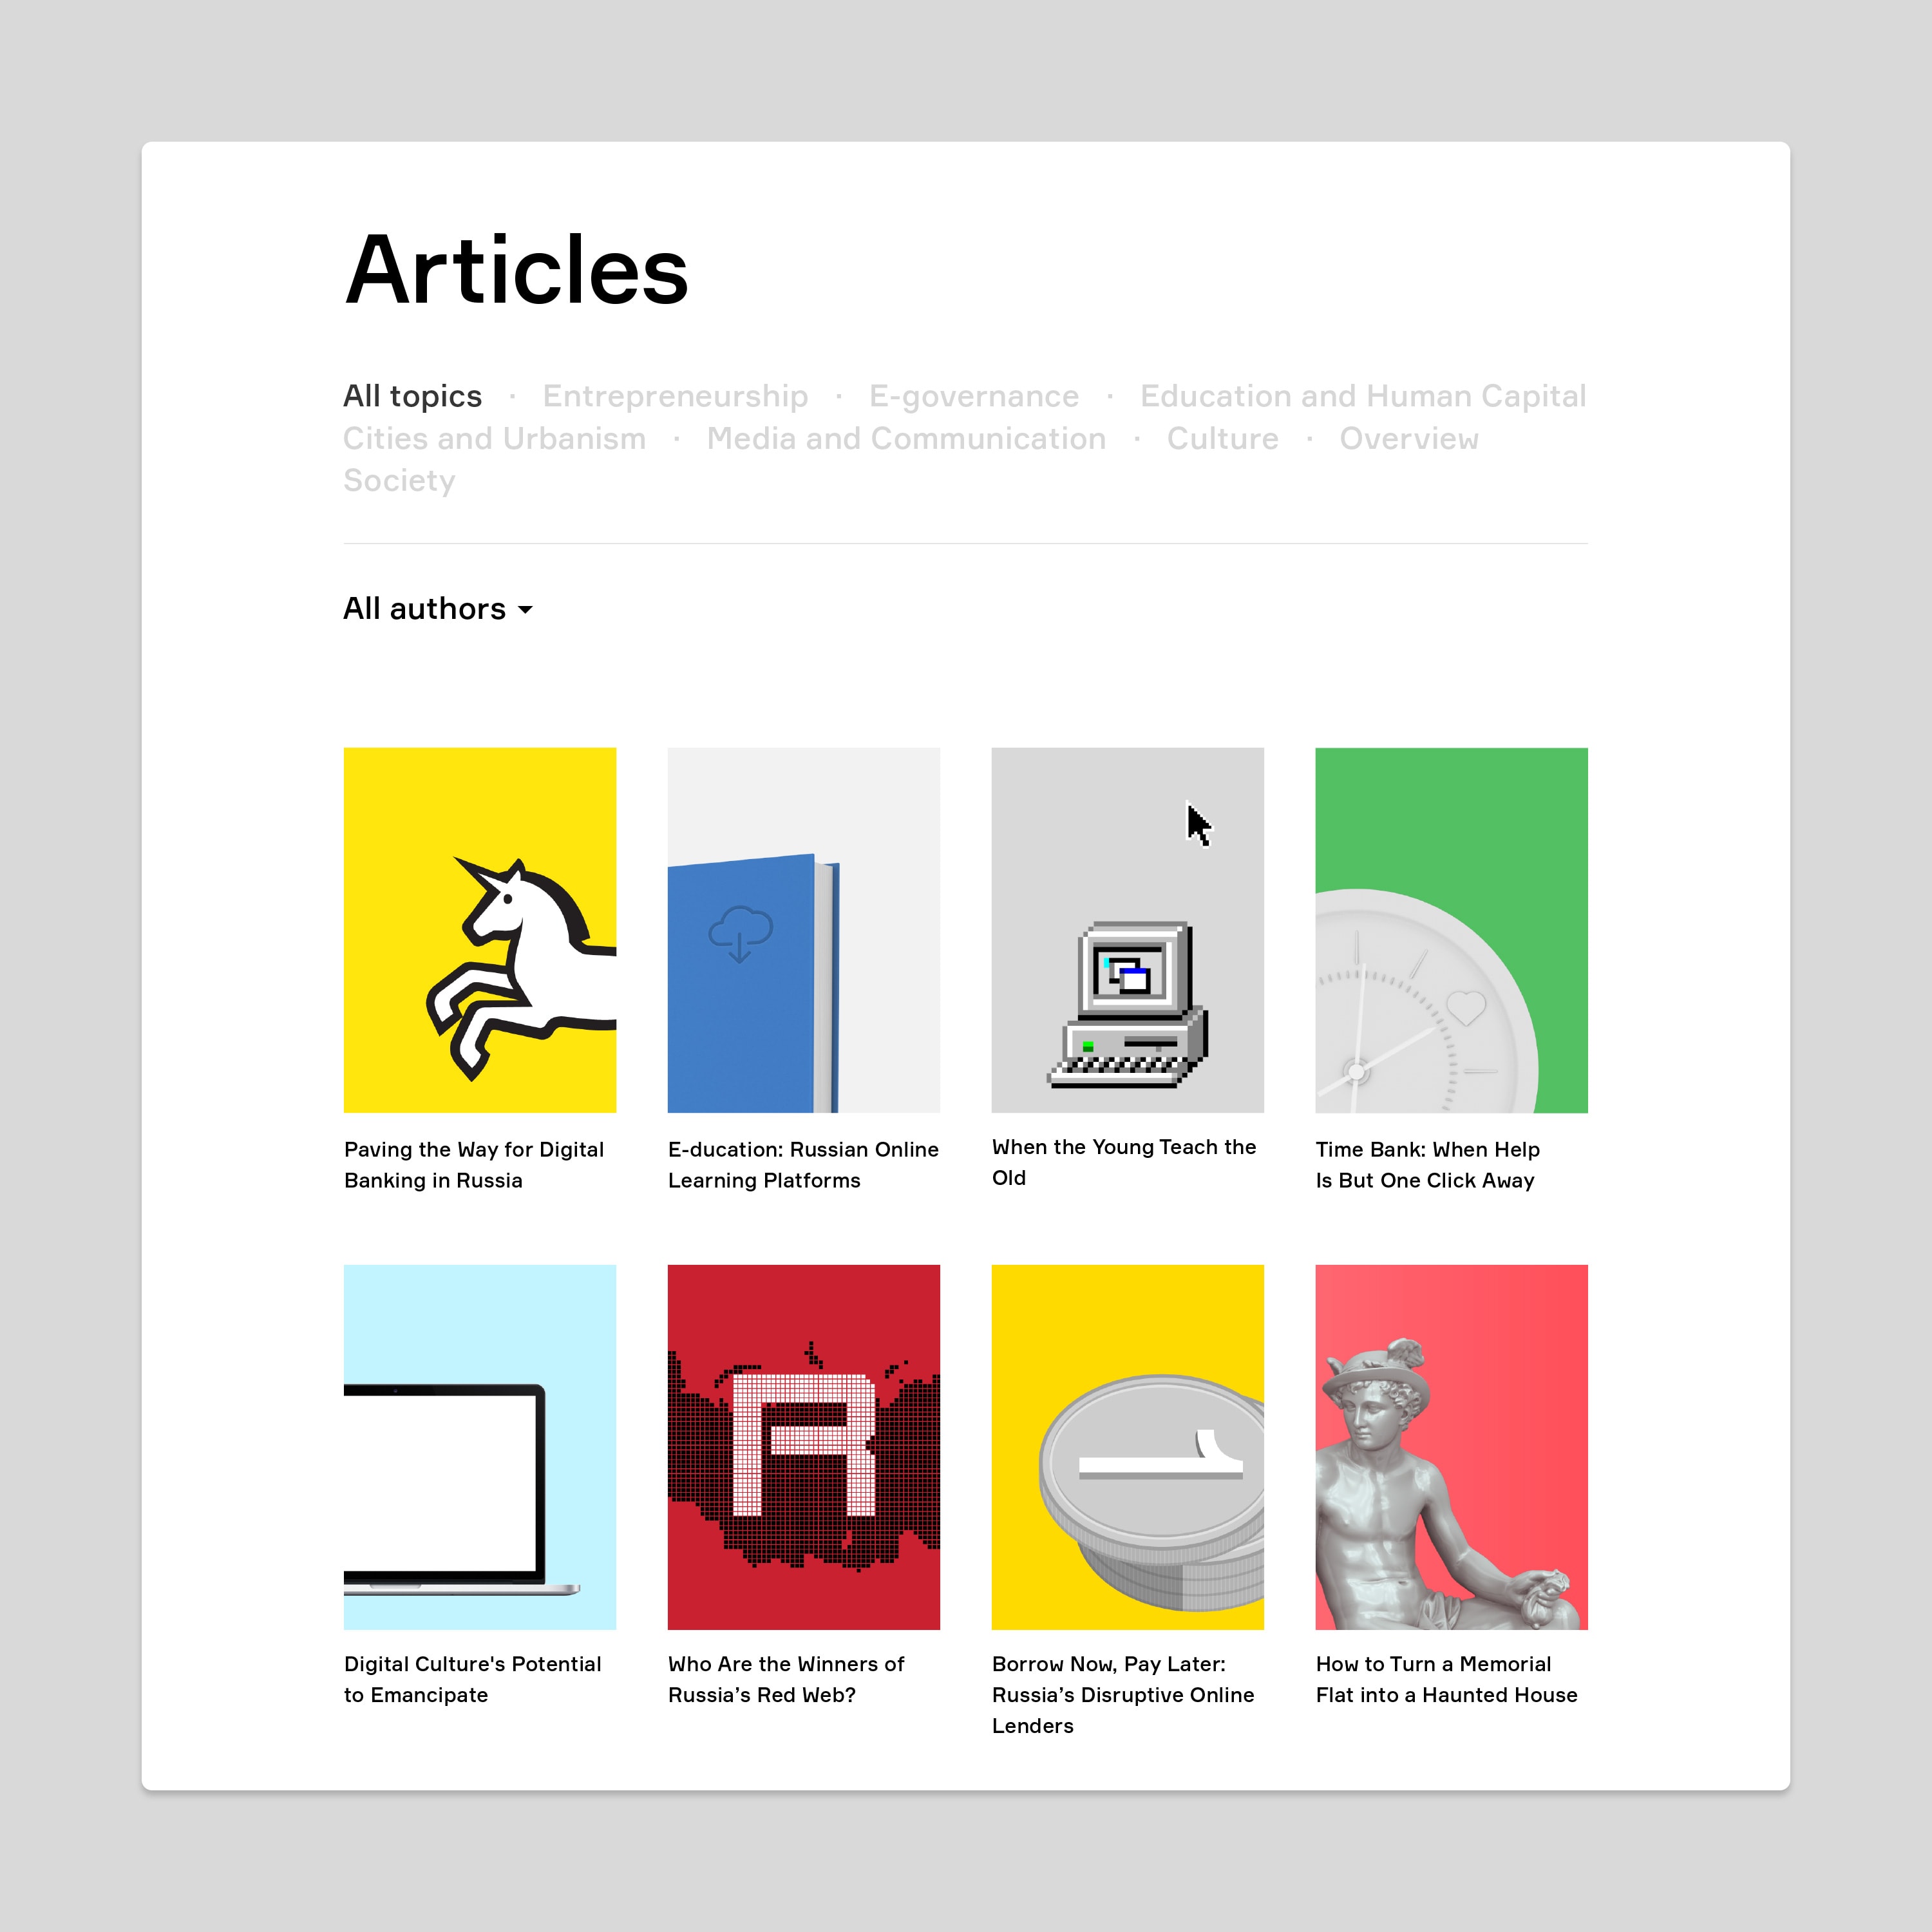 Articles
All topics · Entrepreneurship · E-governance · Education and Human Capital
Cities and Urbanism · Media and Communication · Culture · Overview
Society
All authors
Paving the Way for Digital
Banking in Russia
E-ducation: Russian Online
Learning Platforms
When the Young Teach the
Old
Time Bank: When Help
Is But One Click Away
R
1
Digital Culture's Potential
to Emancipate
Who Are the Winners of
Russia’s Red Web?
Borrow Now, Pay Later:
Russia’s Disruptive Online
Lenders
How to Turn a Memorial
Flat into a Haunted House